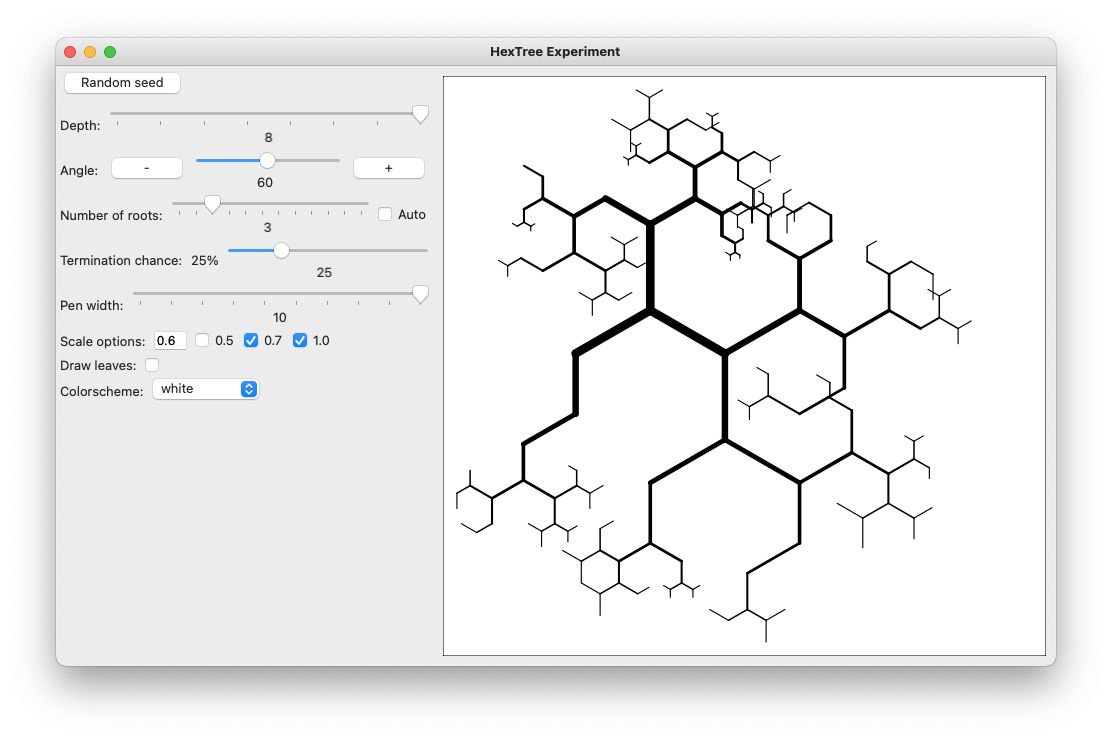 HexTree Experiment
Random seed
Depth:
8
Angle: - +
60
Number of roots: Auto
3
Termination chance: 25%
25
Pen width:
10
Scale options: 0.6 0.5 0.7 1.0
Draw leaves:
Colorscheme: white